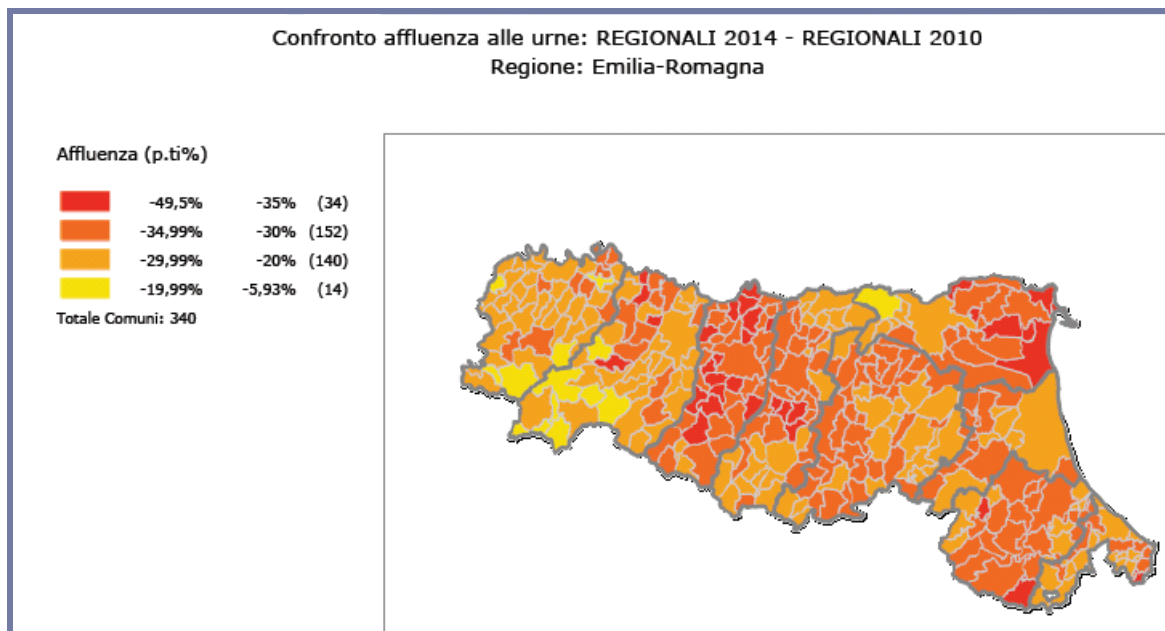 Confronto affluenza alle urne: REGIONALI 2014 - REGIONALI 2010
Regione: Emilia-Romagna
Affluenza (p.ti%)
-49,5% -35% (34)
-34,99% -30% (152)
-29,99% -20% (140)
-19,99% -5,93% (14)
Totale Comuni: 340